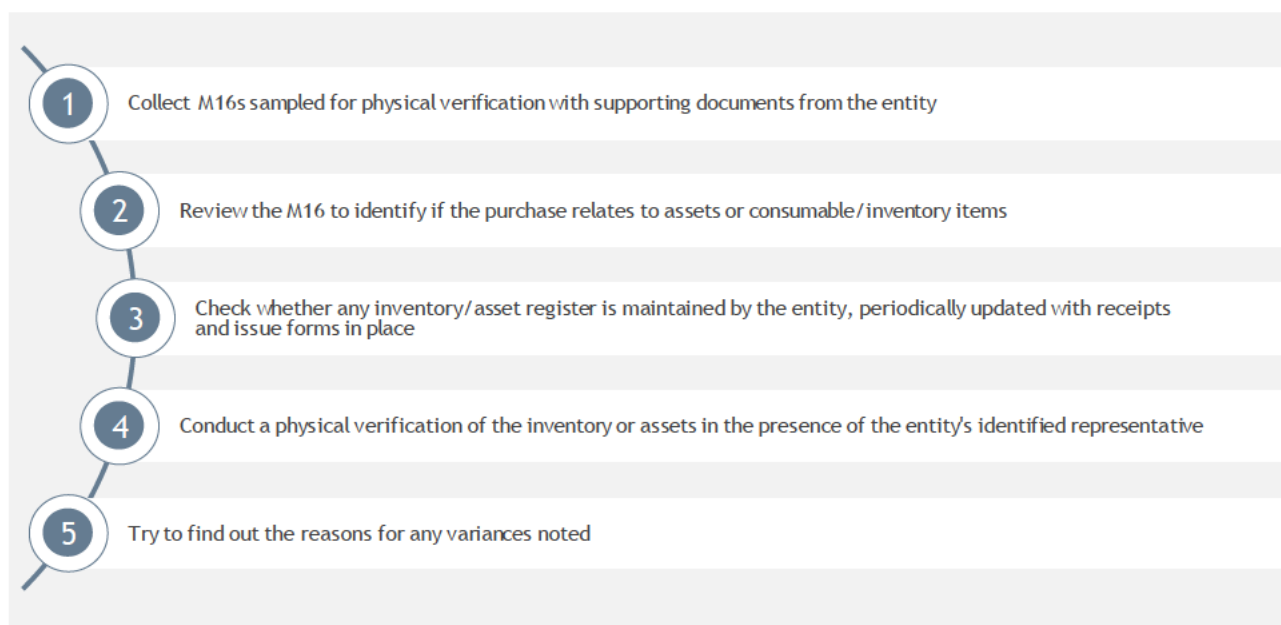 1
Collect M16s sampled for physical verification with supporting documents from the entity
2
Review the M16 to identify if the purchase relates to assets or consumable/inventory items
3
Check whether any inventory/asset register is maintained by the entity, periodically updated with receipts
and issue forms in place
4
Conduct a physical verification of the inventory or assets in the presence of the entity's identified representative
5
Try to find out the reasons for any variances noted